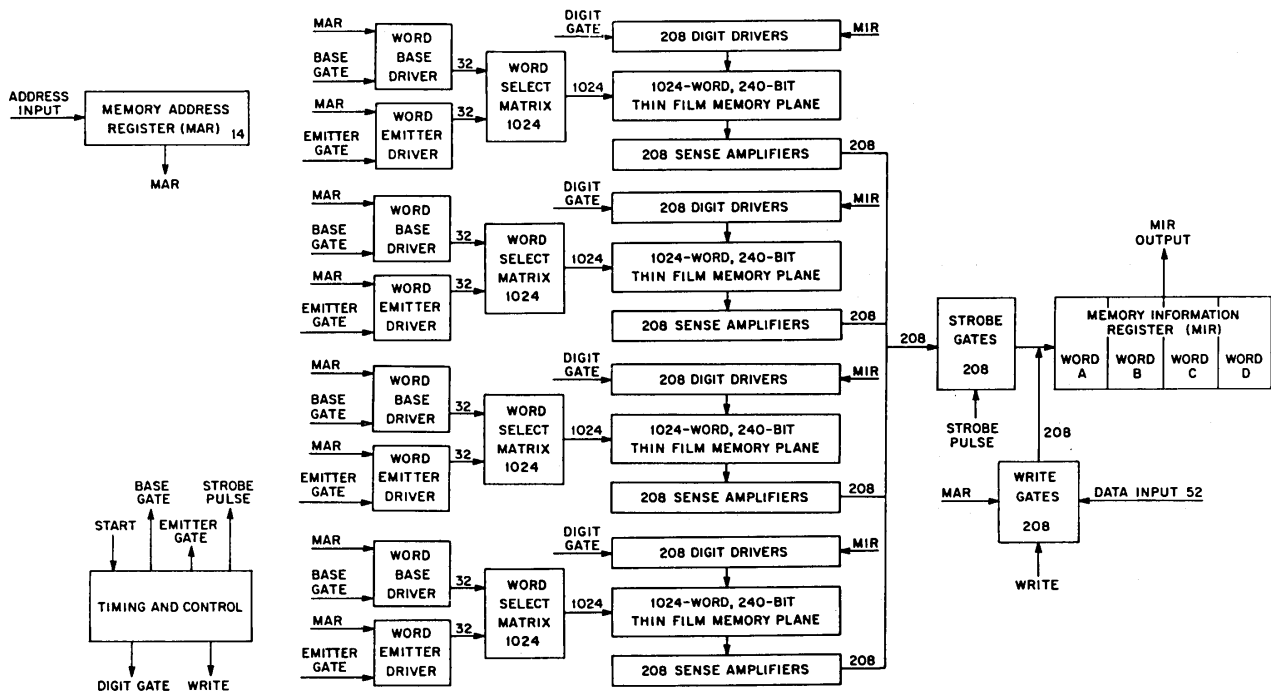 ADDRESS
INPUT
MEMORY ADDRESS
REGISTER (MAR) 14
MAR
MAR
BASE
GATE
WORD
BASE
DRIVER
32
MAR
EMITTER
GATE
WORD
EMITTER
DRIVER
32
WORD
SELECT
MATRIX
1024
1024
DIGIT
GATE
208 DIGIT DRIVERS
MIR
1024-WORD, 240-BIT
THIN FILM MEMORY PLANE
208 SENSE AMPLIFIERS
208
MAR
BASE
GATE
WORD
BASE
DRIVER
32
MAR
EMITTER
GATE
WORD
EMITTER
DRIVER
32
WORD
SELECT
MATRIX
1024
1024
DIGIT
GATE
208 DIGIT DRIVERS
MIR
1024-WORD, 240-BIT
THIN FILM MEMORY PLANE
208 SENSE AMPLIFIERS
208
MAR
BASE
GATE
WORD
BASE
DRIVER
32
MAR
EMITTER
GATE
WORD
EMITTER
DRIVER
32
WORD
SELECT
MATRIX
1024
1024
DIGIT
GATE
208 DIGIT DRIVERS
MIR
1024-WORD, 240-BIT
THIN FILM MEMORY PLANE
208 SENSE AMPLIFIERS
208
MAR
BASE
GATE
WORD
BASE
DRIVER
32
MAR
EMITTER
GATE
WORD
EMITTER
DRIVER
32
WORD
SELECT
MATRIX
1024
1024
DIGIT
GATE
208 DIGIT DRIVERS
MIR
1024-WORD, 240-BIT
THIN FILM MEMORY PLANE
208 SENSE AMPLIFIERS
208
208
STROBE
GATES
208
STROBE
PULSE
MIR
OUTPUT
MEMORY INFORMATION
REGISTER (MIR)
WORD
A
WORD
B
WORD
C
WORD
D
208
MAR
WRITE
GATES
208
DATA INPUT 52
WRITE
START
BASE
GATE
EMITTER
GATE
STROBE
PULSE
TIMING AND CONTROL
DIGIT GATE
WRITE